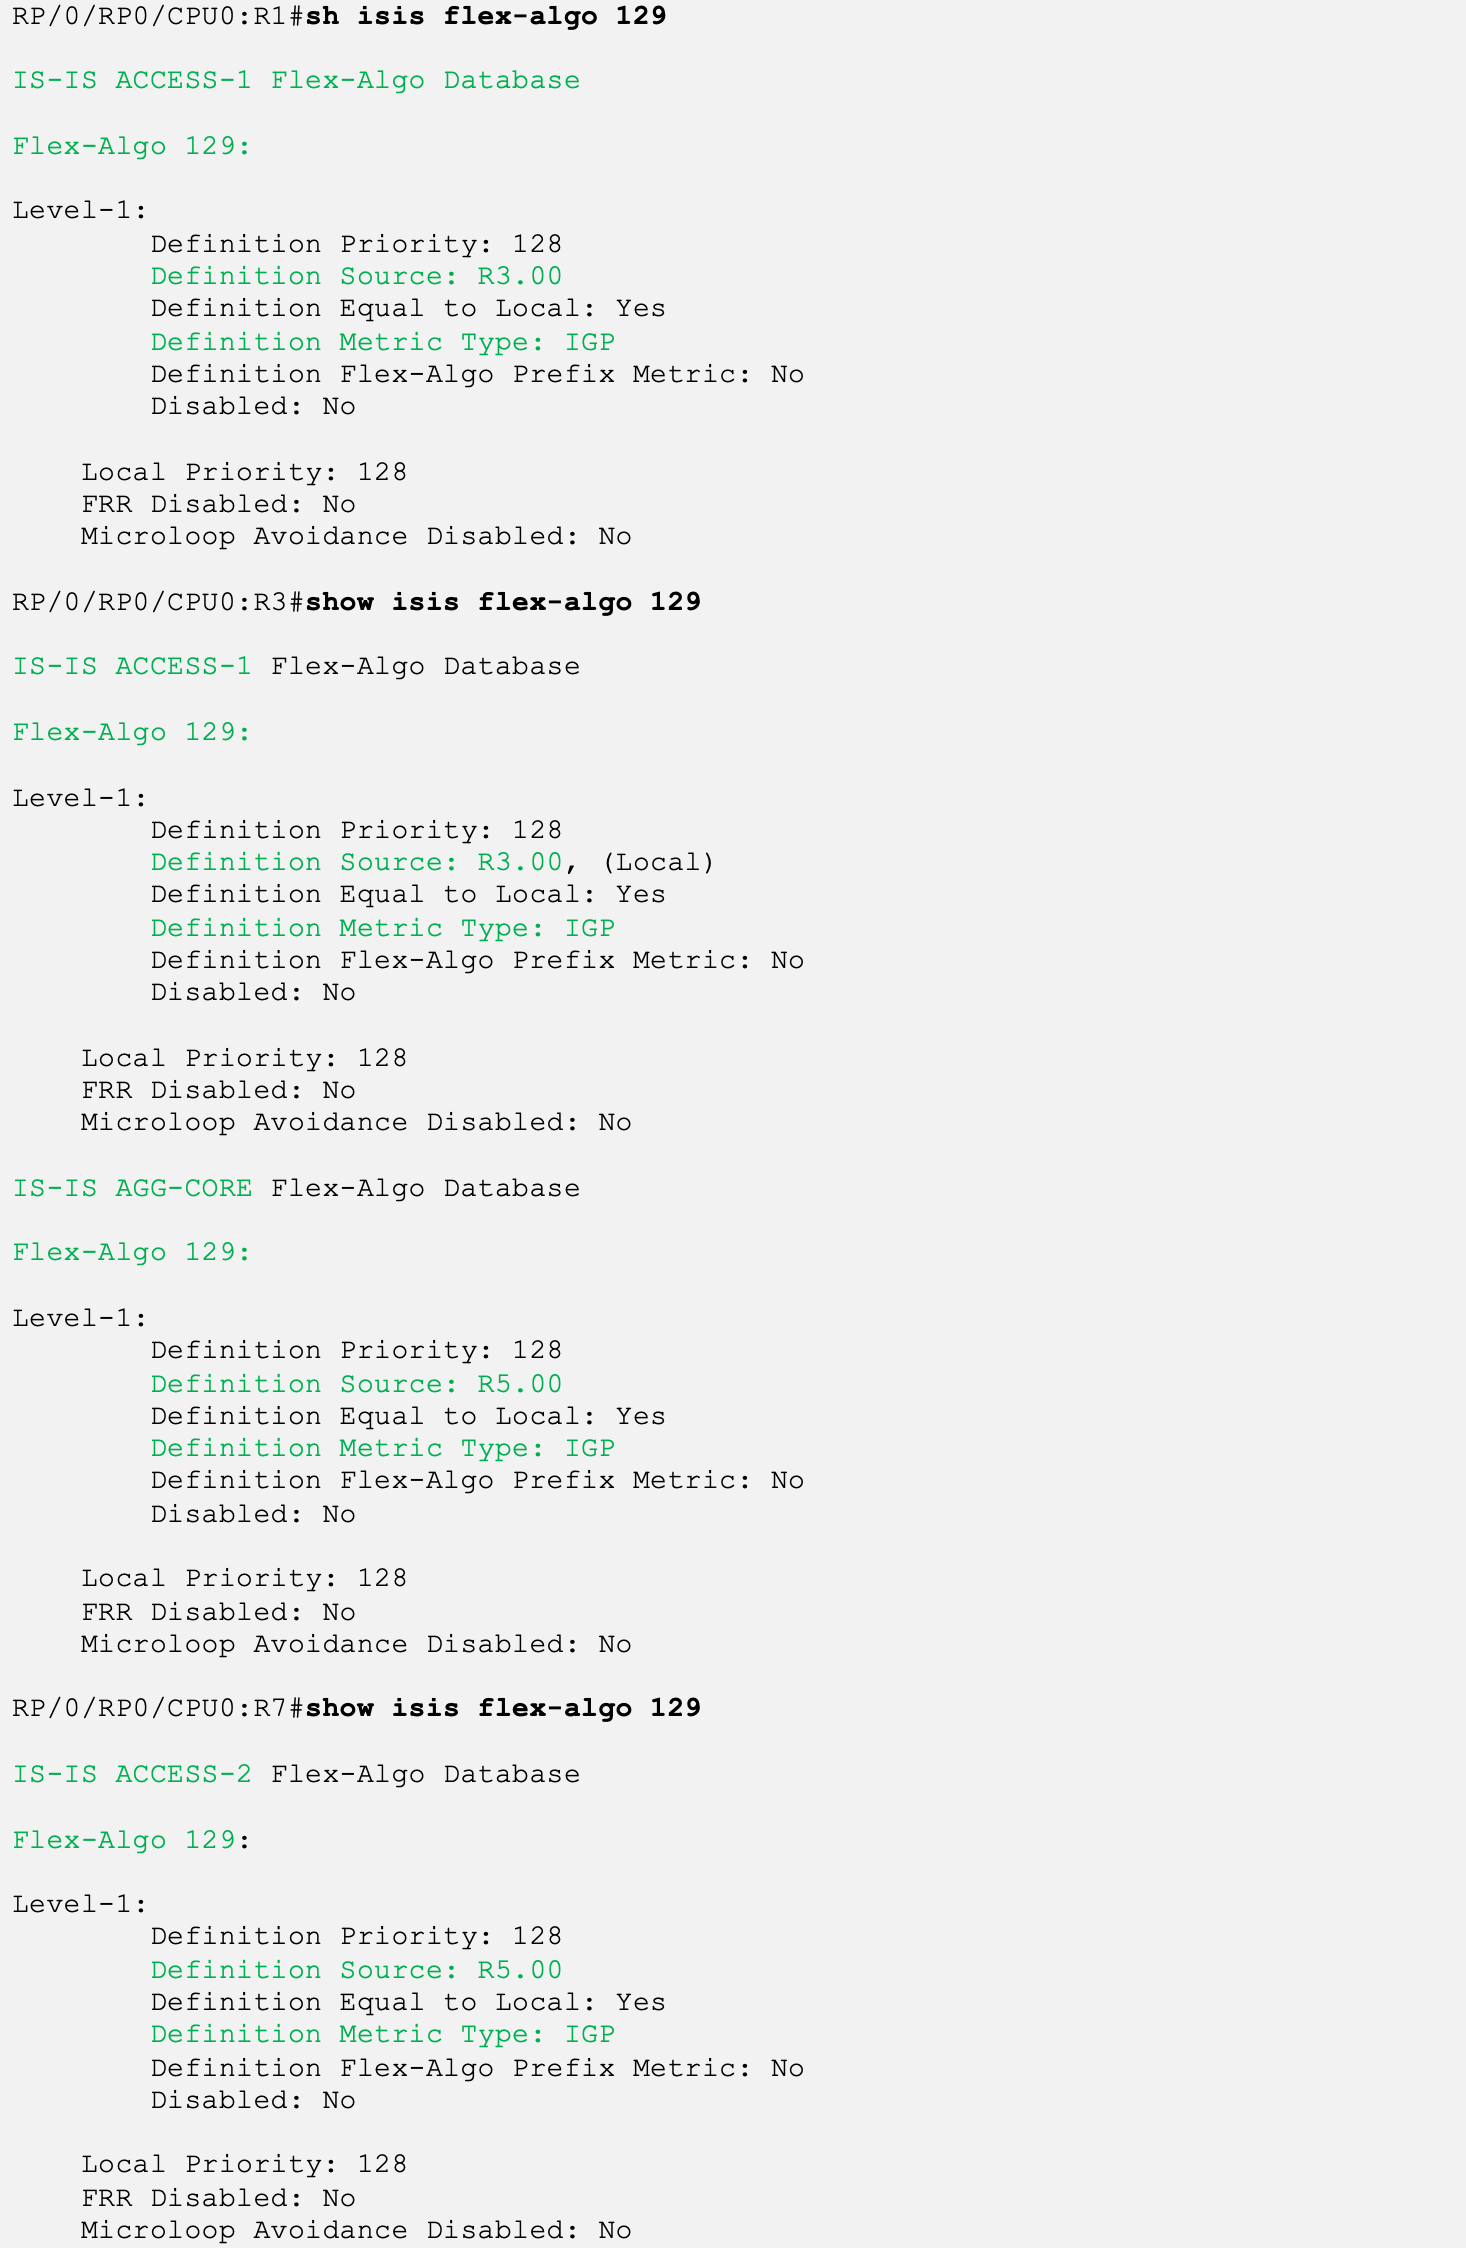 RP/0/RP0/CPU0:R1#sh isis flex-algo 129
IS-IS ACCESS-1 Flex-Algo Database
Flex-Algo 129:
Level-1:
Definition Priority: 128
Definition Source: R3.00
Definition Equal to Local: Yes
Definition Metric Type: IGP
Definition Flex-Algo Prefix Metric: No
Disabled: No
Local Priority: 128
FRR Disabled: No
Microloop Avoidance Disabled: No
RP/0/RP0/CPU0:R3#show isis flex-algo 129
IS-IS ACCESS-1 Flex-Algo Database
Flex-Algo 129:
Level-1:
Definition Priority: 128
Definition Source: R3.00, (Local)
Definition Equal to Local: Yes
Definition Metric Type: IGP
Definition Flex-Algo Prefix Metric: No
Disabled: No
Local Priority: 128
FRR Disabled: No
Microloop Avoidance Disabled: No
IS-IS AGG-CORE Flex-Algo Database
Flex-Algo 129:
Level-1:
Definition Priority: 128
Definition Source: R5.00
Definition Equal to Local: Yes
Definition Metric Type: IGP
Definition Flex-Algo Prefix Metric: No
Disabled: No
Local Priority: 128
FRR Disabled: No
Microloop Avoidance Disabled: No
RP/0/RP0/CPU0:R7#show isis flex-algo 129
IS-IS ACCESS-2 Flex-Algo Database
Flex-Algo 129:
Level-1:
Definition Priority: 128
Definition Source: R5.00
Definition Equal to Local: Yes
Definition Metric Type: IGP
Definition Flex-Algo Prefix Metric: No
Disabled: No
Local Priority: 128
FRR Disabled: No
Microloop Avoidance Disabled: No